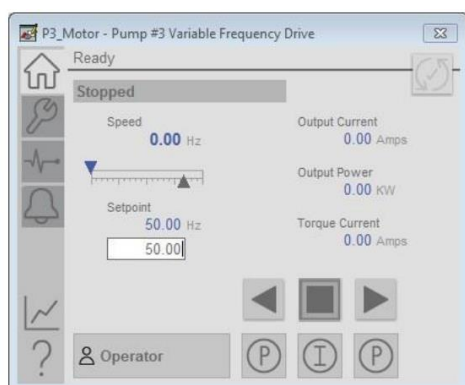 P3_Motor - Pump #3 Variable Frequency Drive
Ready
Stopped
Speed
0.00 Hz
Setpoint
50.00 Hz
50.00
Output Current
0.00 Amps
Output Power
0.00 KW
Torque Current
0.00 Amps
?
Operator
P
I
P